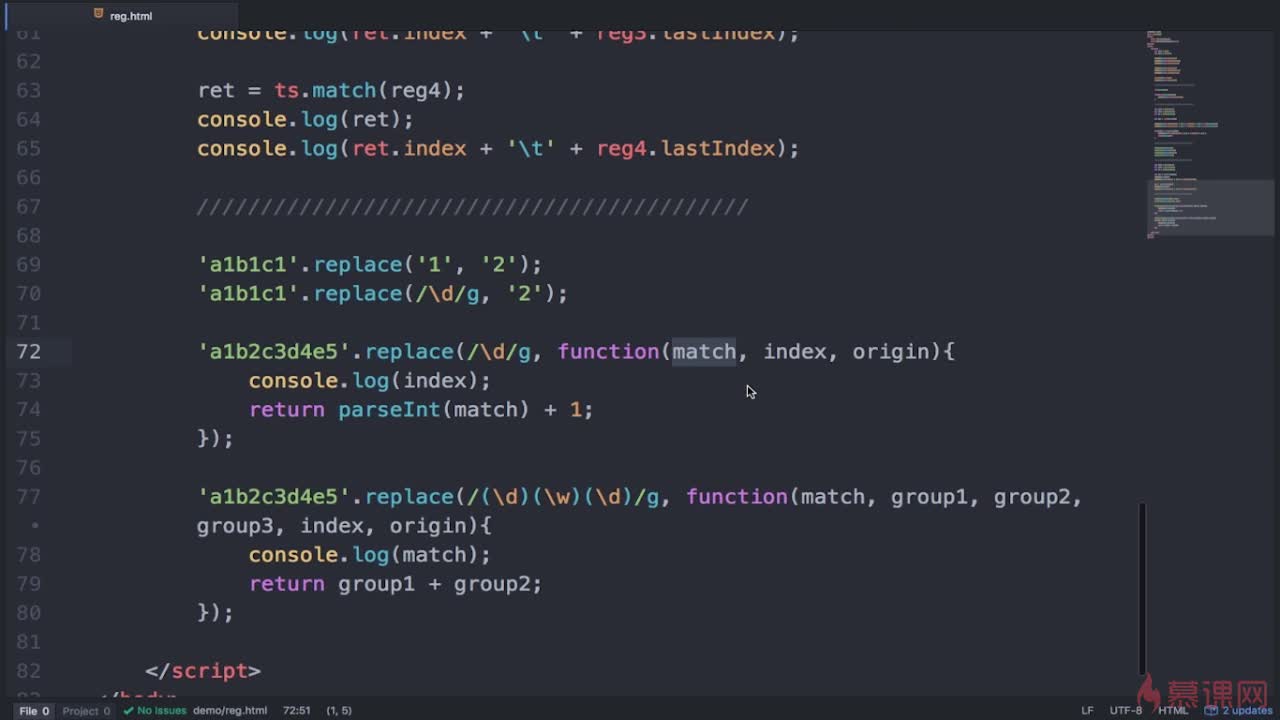 reg.html
61 console.log(ret.index + '\t' + reg3.lastIndex);
62
63 ret = ts.match(reg4);
64 console.log(ret);
65 console.log(ret.index + '\t' + reg4.lastIndex);
66
67 ///////////////////////////////////////////
68
69 'a1b1c1'.replace('1', '2');
70 'a1b1c1'.replace(/\d/g, '2');
71
72 'a1b2c3d4e5'.replace(/\d/g, function(match, index, origin){
73 console.log(index);
74 return parseInt(match) + 1;
75 });
76
77 'a1b2c3d4e5'.replace(/(\d)(\w)(\d)/g, function(match, group1, group2,
• group3, index, origin){
78 console.log(match);
79 return group1 + group2;
80 });
81
82 </script>
83 </body>
File 0 Project 0 No Issues demo/reg.html 72:51 (1, 5) LF UTF-8 HTML 2 updates
慕课网